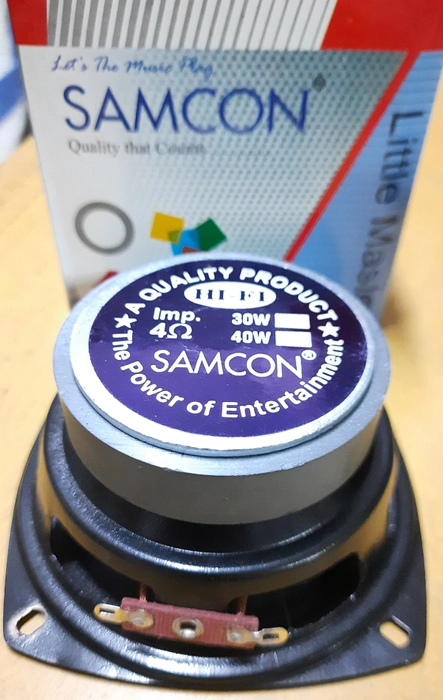 Let's The Music Play
SAMCON®
Quality that Counts
Little Master
★ A QUALITY PRODUCT ★
HI-FI
Imp.
4Ω
30W
40W
SAMCON®
The Power of Entertainment